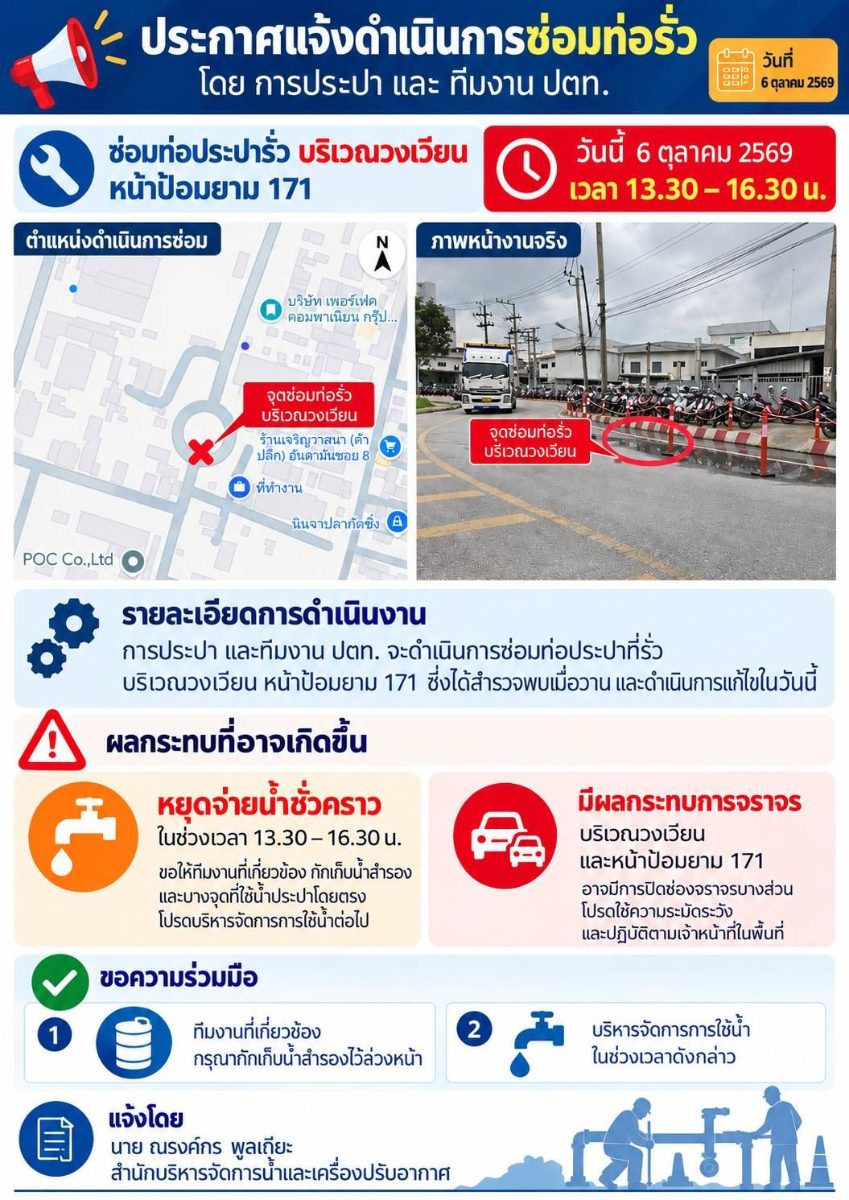 ประกาศแจ้งดำเนินการซ่อมท่อรั่ว
โดย การประปา และ ทีมงาน ปตท.
วันที่
6 ตุลาคม 2569
ซ่อมท่อประปารั่ว บริเวณวงเวียน
หน้าป้อมยาม 171
วันนี้ 6 ตุลาคม 2569
เวลา 13.30 – 16.30 น.
ตำแหน่งดำเนินการซ่อม
N
บริษัท เพอร์เฟค
คอมพาเนียน กรุ๊ป...
จุดซ่อมท่อรั่ว
บริเวณวงเวียน
ร้านเจริญวาสนา (ค้า
ปลีก) อันดามันซอย 8
ที่ทำงาน
นินจาปลากัดซิ่ง
POC Co.,Ltd
ภาพหน้างานจริง
จุดซ่อมท่อรั่ว
บริเวณวงเวียน
รายละเอียดการดำเนินงาน
การประปา และทีมงาน ปตท. จะดำเนินการซ่อมท่อประปาที่รั่ว
บริเวณวงเวียน หน้าป้อมยาม 171 ซึ่งได้สำรวจพบเมื่อวาน และดำเนินการแก้ไขในวันนี้
ผลกระทบที่อาจเกิดขึ้น
หยุดจ่ายน้ำชั่วคราว
ในช่วงเวลา 13.30 – 16.30 น.
ขอให้ทีมงานที่เกี่ยวข้อง กักเก็บน้ำสำรอง
และบางจุดที่ใช้น้ำประปาโดยตรง
โปรดบริหารจัดการการใช้น้ำต่อไป
มีผลกระทบการจราจร
บริเวณวงเวียน
และหน้าป้อมยาม 171
อาจมีการปิดช่องจราจรบางส่วน
โปรดใช้ความระมัดระวัง
และปฏิบัติตามเจ้าหน้าที่ในพื้นที่
ขอความร่วมมือ
1
ทีมงานที่เกี่ยวข้อง
กรุณากักเก็บน้ำสำรองไว้ล่วงหน้า
2
บริหารจัดการการใช้น้ำ
ในช่วงเวลาดังกล่าว
แจ้งโดย
นาย ณรงค์กร พูลเถียะ
สำนักบริหารจัดการน้ำและเครื่องปรับอากาศ